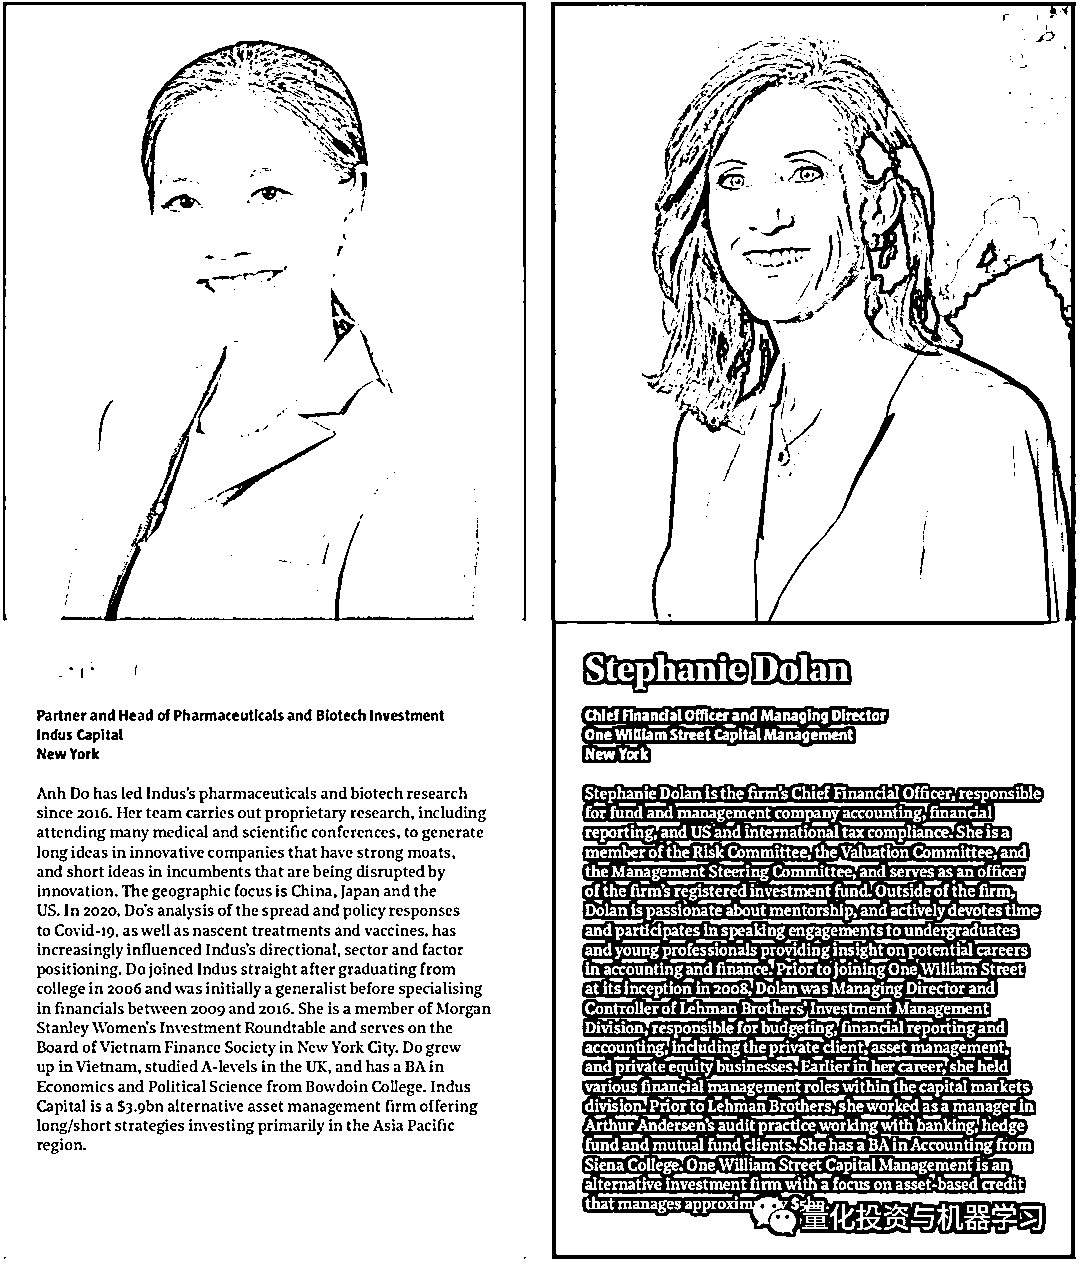 Partner and Head of Pharmaceuticals and Biotech Investment
Indus Capital
New York
Anh Do has led Indus's pharmaceuticals and biotech research
since 2016. Her team carries out proprietary research, including
attending many medical and scientific conferences, to generate
long ideas in innovative companies that have strong moats,
and short ideas in incumbents that are being disrupted by
innovation. The geographic focus is China, Japan and the
US. In 2020, Do's analysis of the spread and policy responses
to Covid-19, as well as nascent treatments and vaccines, has
increasingly influenced Indus's directional, sector and factor
positioning. Do joined Indus straight after graduating from
college in 2006 and was initially a generalist before specialising
in financials between 2009 and 2016. She is a member of Morgan
Stanley Women's Investment Roundtable and serves on the
Board of Vietnam Finance Society in New York City. Do grew
up in Vietnam, studied A-levels in the UK, and has a BA in
Economics and Political Science from Bowdoin College. Indus
Capital is a $3.9bn alternative asset management firm offering
long/short strategies investing primarily in the Asia Pacific
region.
Stephanie Dolan
Chief Financial Officer and Managing Director
One William Street Capital Management
New York
Stephanie Dolan is the firm's Chief Financial Officer, responsible
for fund and management company accounting, financial
reporting, and US and international tax compliance. She is a
member of the Risk Committee, the Valuation Committee, and
the Management Steering Committee, and serves as an officer
of the firm's registered investment fund. Outside of the firm,
Dolan is passionate about mentorship, and actively devotes time
and participates in speaking engagements to undergraduates
and young professionals providing insight on potential careers
in accounting and finance. Prior to joining One William Street
at its inception in 2008, Dolan was Managing Director and
Controller of Lehman Brothers' Investment Management
Division, responsible for budgeting, financial reporting and
accounting, including the private client, asset management,
and private equity businesses. Earlier in her career, she held
various financial management roles within the capital markets
division. Prior to Lehman Brothers, she worked as a manager in
Arthur Andersen's audit practice working with banking, hedge
fund and mutual fund clients. She has a BA in Accounting from
Siena College. One William Street Capital Management is an
alternative investment firm with a focus on asset-based credit
that manages $5bn.
量化投资与机器学习